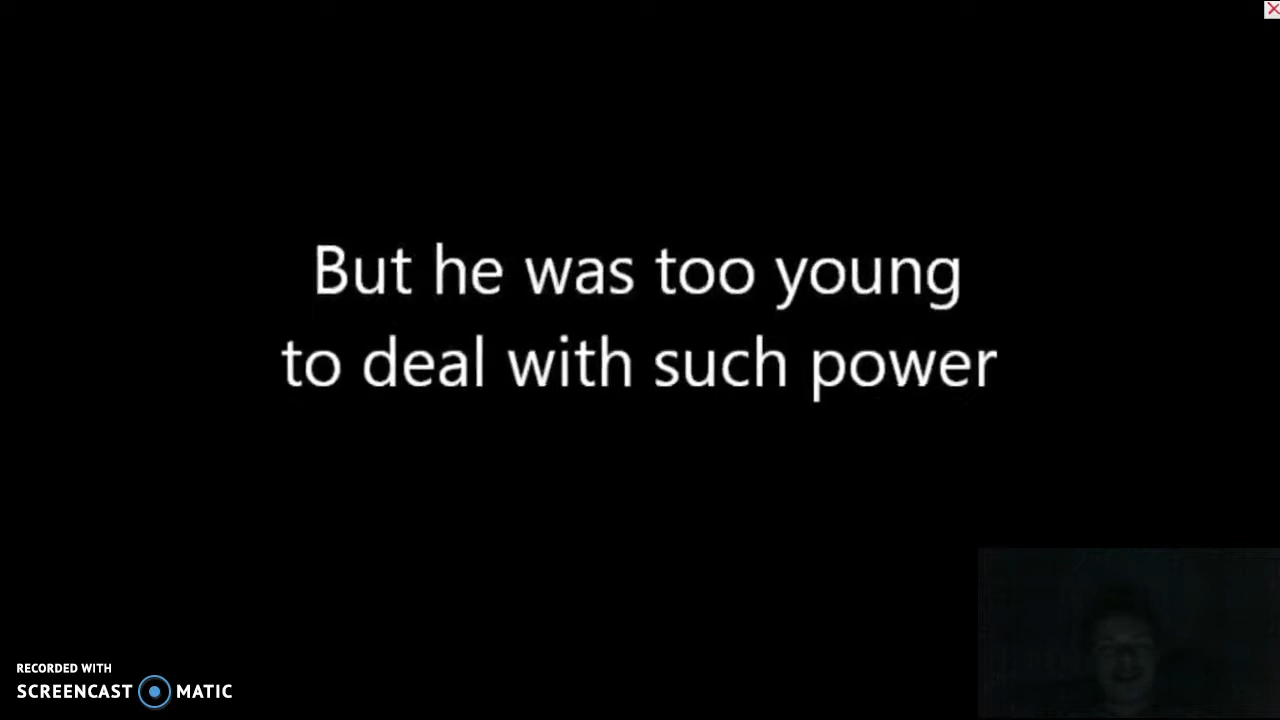 But he was too young
to deal with such power
RECORDED WITH
SCREENCAST MATIC